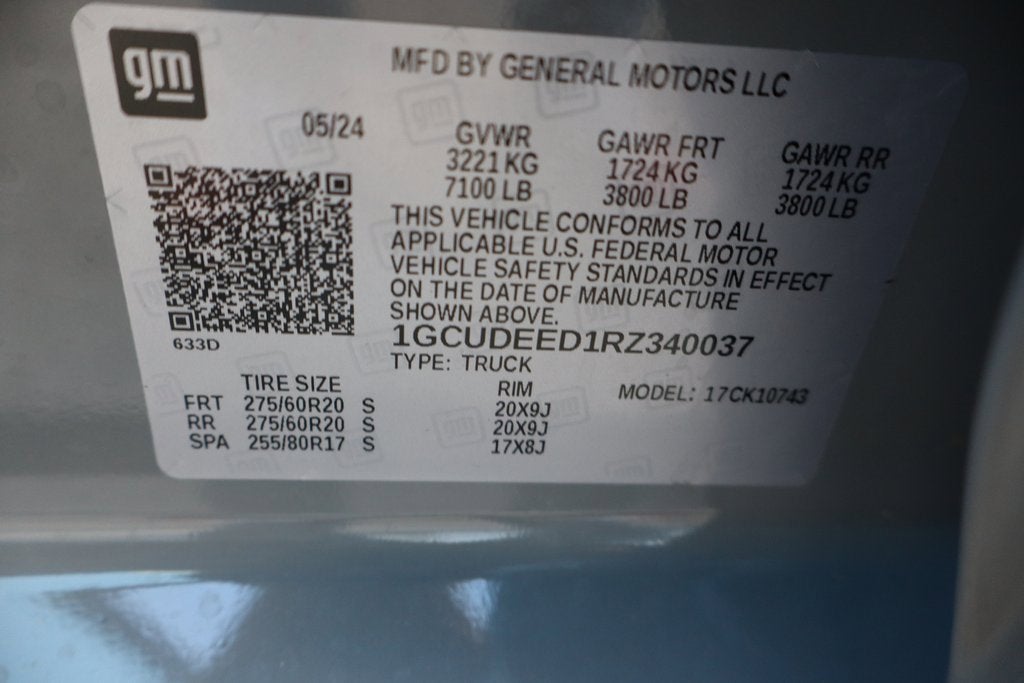 gm
MFD BY GENERAL MOTORS LLC
05/24
GVWR GAWR FRT GAWR RR
3221 KG 1724 KG 1724 KG
7100 LB 3800 LB 3800 LB
THIS VEHICLE CONFORMS TO ALL
APPLICABLE U.S. FEDERAL MOTOR
VEHICLE SAFETY STANDARDS IN EFFECT
ON THE DATE OF MANUFACTURE
SHOWN ABOVE.
1GCUDEED1RZ340037
633D
TYPE: TRUCK
TIRE SIZE RIM MODEL: 17CK10743
FRT 275/60R20 S 20X9J
RR 275/60R20 S 20X9J
SPA 255/80R17 S 17X8J